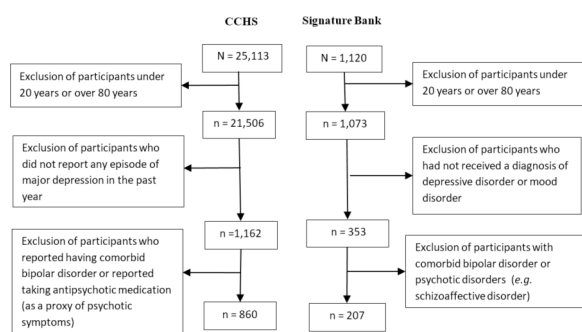 CCHS
Signature Bank
N = 25,113
N = 1,120
Exclusion of participants under
20 years or over 80 years
Exclusion of participants under
20 years or over 80 years
n = 21,506
n = 1,073
Exclusion of participants who
did not report any episode of
major depression in the past
year
Exclusion of participants who
had not received a diagnosis of
depressive disorder or mood
disorder
n =1,162
n = 353
Exclusion of participants who
reported having comorbid
bipolar disorder or reported
taking antipsychotic medication
(as a proxy of psychotic
symptoms)
Exclusion of participants with
comorbid bipolar disorder or
psychotic disorders (e.g.
schizoaffective disorder)
n = 860
n = 207